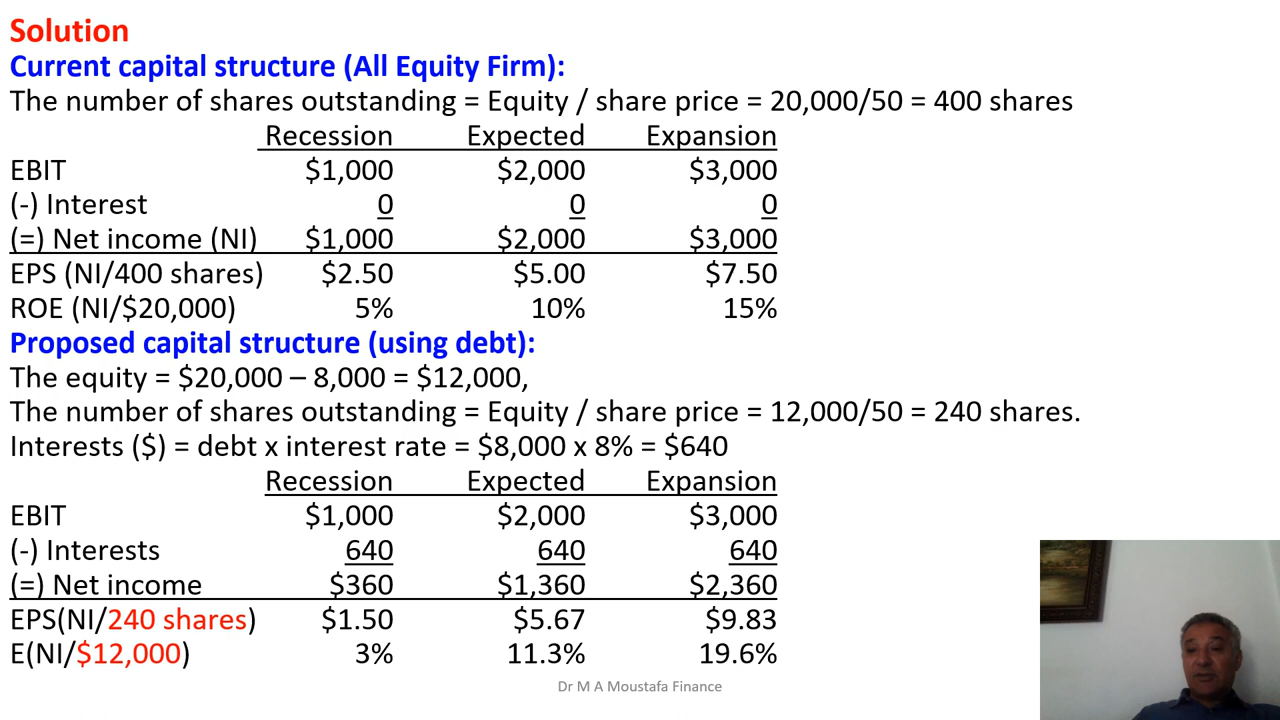 Solution
Current capital structure (All Equity Firm):
The number of shares outstanding = Equity / share price = 20,000/50 = 400 shares
Recession Expected Expansion
EBIT $1,000 $2,000 $3,000
(-) Interest 0 0 0
(=) Net income (NI) $1,000 $2,000 $3,000
EPS (NI/400 shares) $2.50 $5.00 $7.50
ROE (NI/$20,000) 5% 10% 15%
Proposed capital structure (using debt):
The equity = $20,000 – 8,000 = $12,000,
The number of shares outstanding = Equity / share price = 12,000/50 = 240 shares.
Interests ($) = debt x interest rate = $8,000 x 8% = $640
Recession Expected Expansion
EBIT $1,000 $2,000 $3,000
(-) Interests 640 640 640
(=) Net income $360 $1,360 $2,360
EPS(NI/240 shares) $1.50 $5.67 $9.83
E(NI/$12,000) 3% 11.3% 19.6%
Dr M A Moustafa Finance